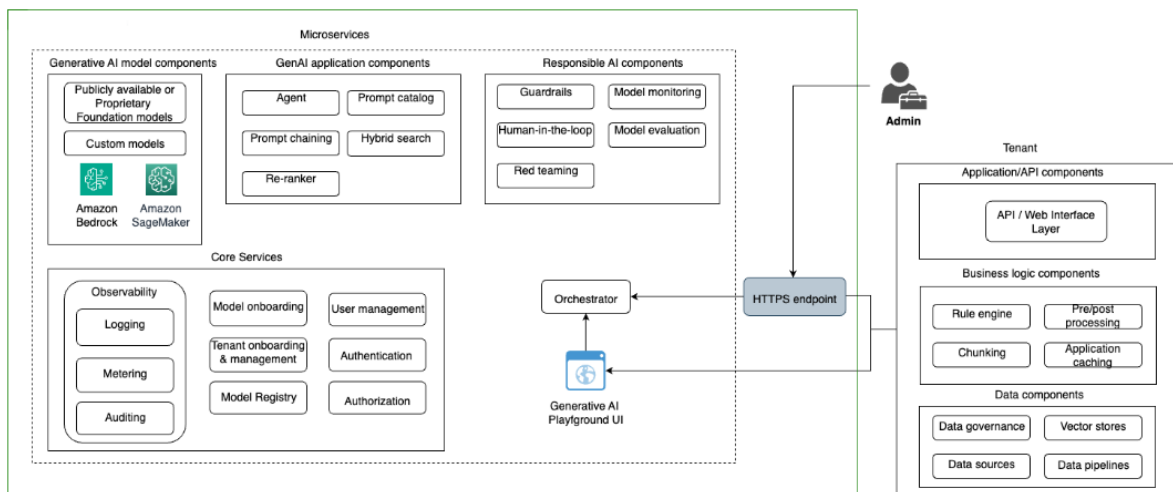 Microservices
Generative AI model components
Publicly available or
Proprietary
Foundation models
Custom models
Amazon
Bedrock
Amazon
SageMaker
GenAI application components
Agent
Prompt catalog
Prompt chaining
Hybrid search
Re-ranker
Responsible AI components
Guardrails
Model monitoring
Human-in-the-loop
Model evaluation
Red teaming
Core Services
Observability
Logging
Metering
Auditing
Model onboarding
User management
Tenant onboarding
& management
Authentication
Model Registry
Authorization
Orchestrator
Generative AI
Playfground UI
HTTPS endpoint
Admin
Tenant
Application/API components
API / Web Interface
Layer
Business logic components
Rule engine
Pre/post
processing
Chunking
Application
caching
Data components
Data governance
Vector stores
Data sources
Data pipelines